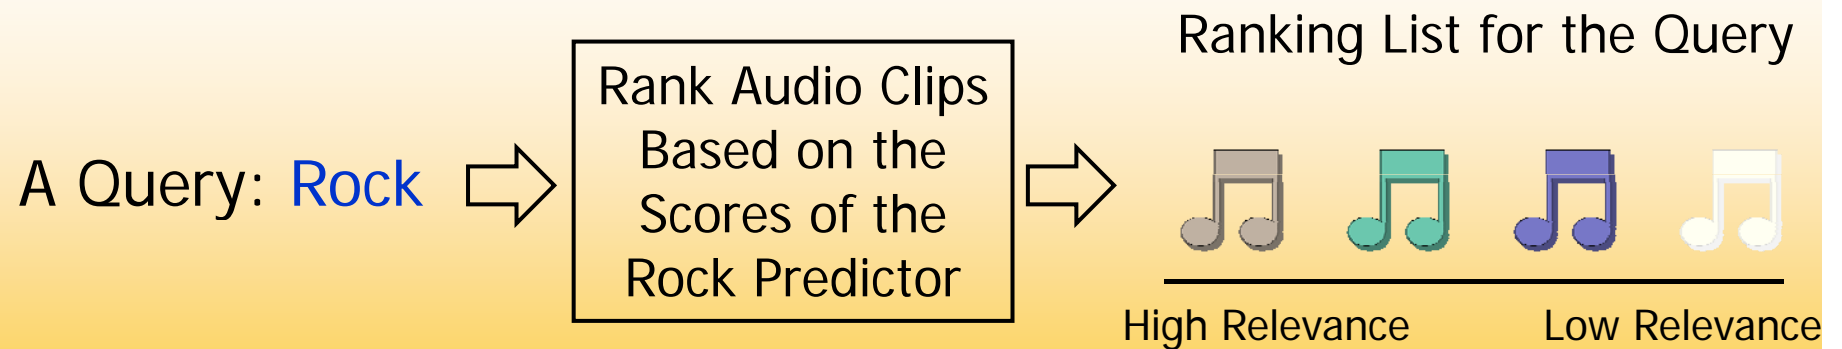 A Query: Rock
Rank Audio Clips
Based on the
Scores of the
Rock Predictor
Ranking List for the Query
High Relevance
Low Relevance